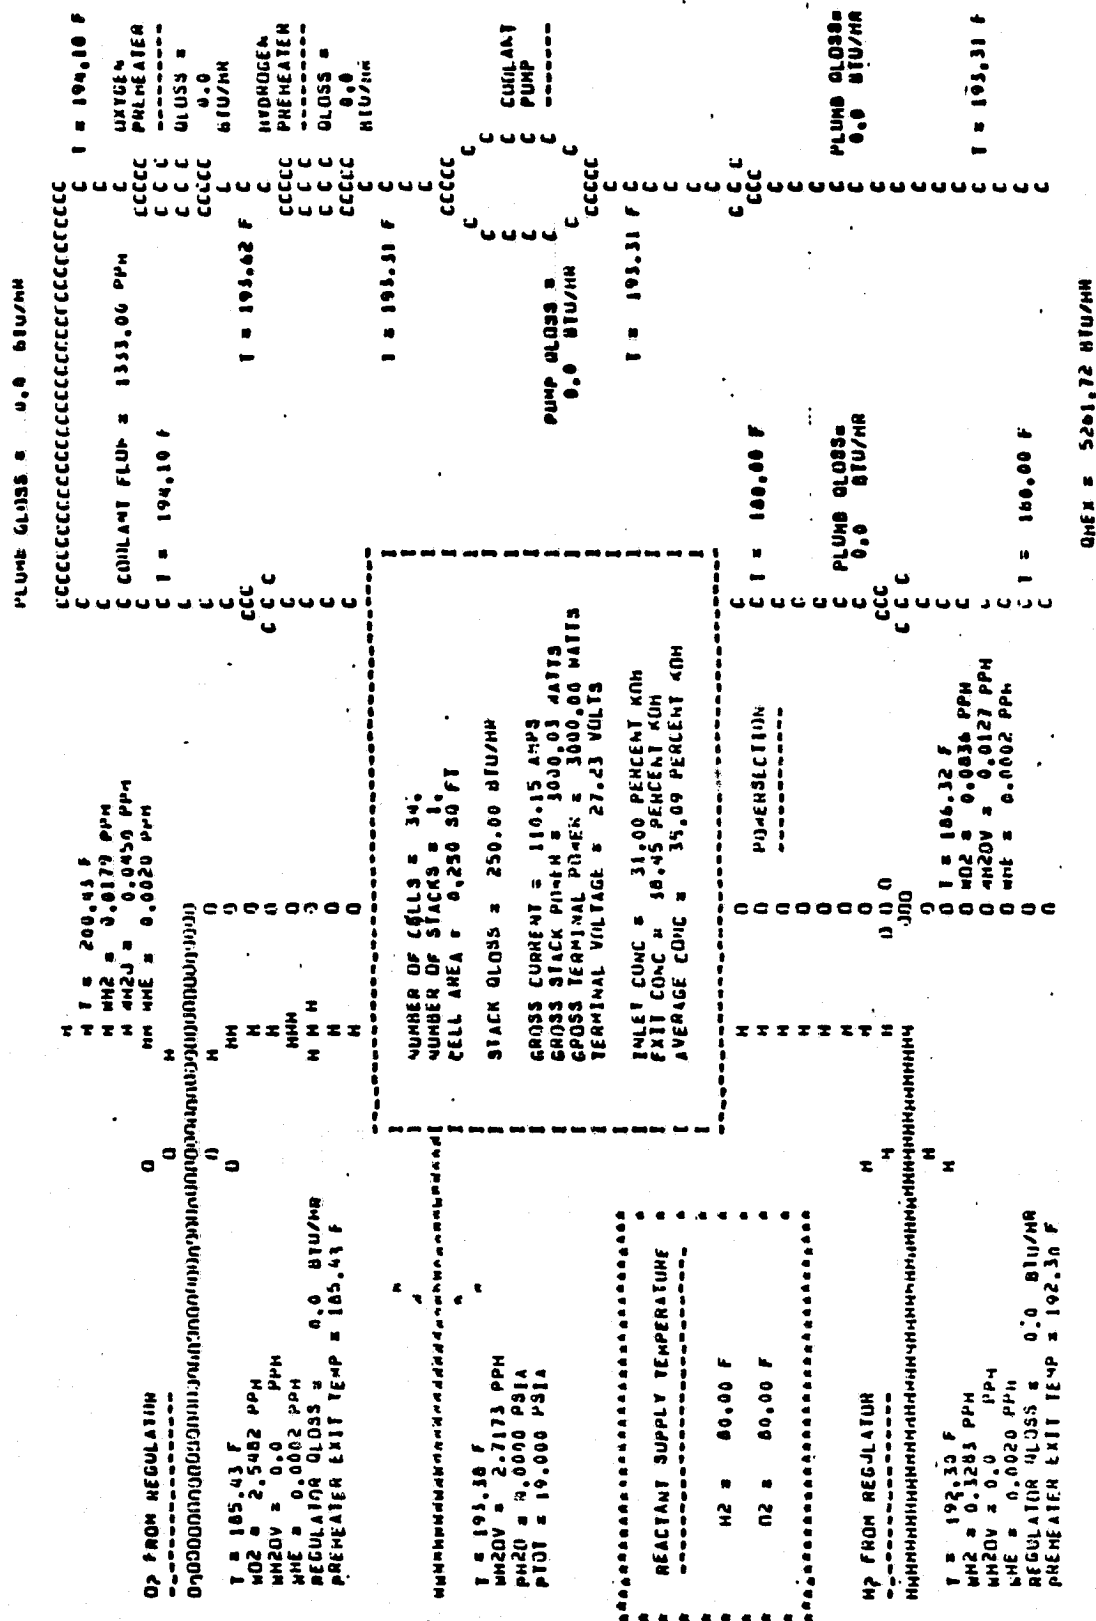 O2 FROM REGULATOR
T = 185.43 F
WO2 = 2.5482 PPH
WH2OV = 0.0 PPH
WHE = 0.0002 PPH
REGULATOR QLOSS = 0.0 BTU/HR
PREHEATER EXIT TEMP = 185.43 F
T = 200.43 F
WH2 = 0.0179 PPH
WH2O = 0.0450 PPH
WHE = 0.0020 PPH
PLUMB QLOSS = 0.0 BTU/HR
COOLANT FLOW = 1333.06 PPH
T = 194.10 F
T = 194.10 F
OXYGEN
PREHEATER
QLOSS =
0.0
BTU/HR
T = 193.62 F
HYDROGEN
PREHEATER
QLOSS =
0.0
BTU/HR
T = 193.31 F
T = 193.38 F
WH2OV = 2.7173 PPH
PH2O = 8.0000 PSIA
PTOT = 19.000 PSIA
NUMBER OF CELLS = 34.
NUMBER OF STACKS = 1.
CELL AREA = 0.250 SQ FT
STACK QLOSS = 250.00 BTU/HR
GROSS CURRENT = 110.15 AMPS
GROSS STACK POWER = 3000.03 WATTS
GROSS TERMINAL POWER = 3000.00 WATTS
TERMINAL VOLTAGE = 27.23 VOLTS
INLET CONC = 31.00 PERCENT KOH
EXIT CONC = 38.45 PERCENT KOH
AVERAGE CONC = 35.09 PERCENT KOH
COOLANT
PUMP
PUMP QLOSS =
0.0 BTU/HR
T = 193.31 F
REACTANT SUPPLY TEMPERATURE
H2 = 80.00 F
O2 = 80.00 F
POWERSECTION
T = 180.00 F
PLUMB QLOSS=
0.0 BTU/HR
PLUMB QLOSS=
0.0 BTU/HR
H2 FROM REGULATOR
T = 192.30 F
WH2 = 0.3283 PPH
WH2OV = 0.0 PPH
WHE = 0.0020 PPH
REGULATOR QLOSS = 0.0 BTU/HR
PREHEATER EXIT TEMP = 192.30 F
T = 186.32 F
WO2 = 0.0836 PPH
WH2OV = 0.0127 PPH
WHE = 0.0002 PPH
T = 180.00 F
T = 193.31 F
QHEX = 5201.72 BTU/HR